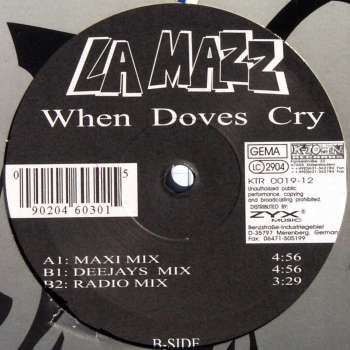 LA MAZZ
When Doves Cry
GEMA
LC 2904
KTR 0019-12
Unauthorized public
performance, copying
and broadcasting prohibited.
DISTRIBUTED BY:
ZYX
MUSIC
Benzstraße-Industriegebiet
D-35797 Merenberg, German
Fax: 06471-505199
0 90204 60301 5
A1: MAXI MIX 4:56
B1: DEEJAYS MIX 4:56
B2: RADIO MIX 3:29
B-SIDE